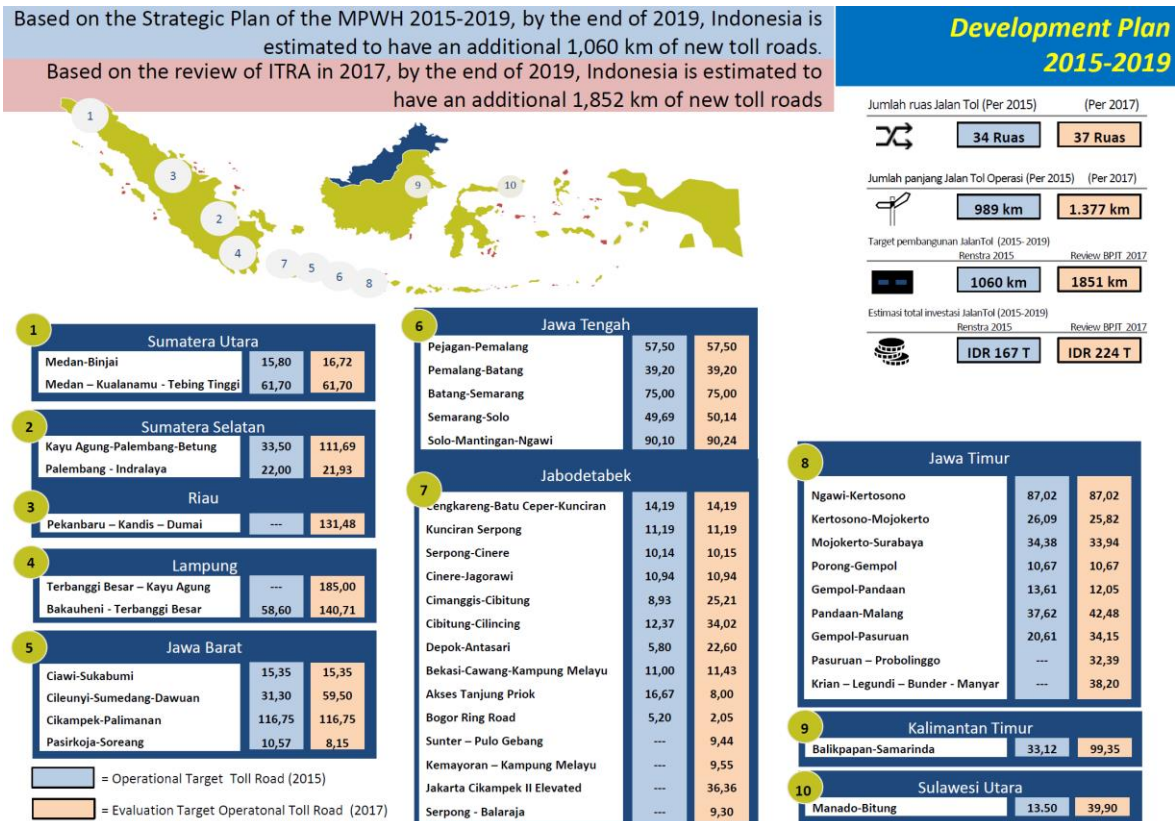 Based on the Strategic Plan of the MPWH 2015-2019, by the end of 2019, Indonesia is
estimated to have an additional 1,060 km of new toll roads.
Based on the review of ITRA in 2017, by the end of 2019, Indonesia is estimated to
have an additional 1,852 km of new toll roads
Development Plan
2015-2019
Jumlah ruas Jalan Tol (Per 2015) (Per 2017)
34 Ruas 37 Ruas
Jumlah panjang Jalan Tol Operasi (Per 2015) (Per 2017)
989 km 1.377 km
Target pembangunan JalanTol (2015-2019)
Renstra 2015 Review BPJT 2017
1060 km 1851 km
Estimasi total investasi JalanTol (2015-2019)
Renstra 2015 Review BPJT 2017
IDR 167 T IDR 224 T
1
3
2
4
7
5
6
8
9
10
1
Sumatera Utara
Medan-Binjai 15,80 16,72
Medan – Kualanamu - Tebing Tinggi 61,70 61,70
2
Sumatera Selatan
Kayu Agung-Palembang-Betung 33,50 111,69
Palembang - Indralaya 22,00 21,93
3
Riau
Pekanbaru – Kandis – Dumai --- 131,48
4
Lampung
Terbanggi Besar – Kayu Agung --- 185,00
Bakauheni - Terbanggi Besar 58,60 140,71
5
Jawa Barat
Ciawi-Sukabumi 15,35 15,35
Cileunyi-Sumedang-Dawuan 31,30 59,50
Cikampek-Palimanan 116,75 116,75
Pasirkoja-Soreang 10,57 8,15
= Operational Target Toll Road (2015)
= Evaluation Target Operatonal Toll Road (2017)
6
Jawa Tengah
Pejagan-Pemalang 57,50 57,50
Pemalang-Batang 39,20 39,20
Batang-Semarang 75,00 75,00
Semarang-Solo 49,69 50,14
Solo-Mantingan-Ngawi 90,10 90,24
7
Jabodetabek
Cengkareng-Batu Ceper-Kunciran 14,19 14,19
Kunciran Serpong 11,19 11,19
Serpong-Cinere 10,14 10,15
Cinere-Jagorawi 10,94 10,94
Cimanggis-Cibitung 8,93 25,21
Cibitung-Cilincing 12,37 34,02
Depok-Antasari 5,80 22,60
Bekasi-Cawang-Kampung Melayu 11,00 11,43
Akses Tanjung Priok 16,67 8,00
Bogor Ring Road 5,20 2,05
Sunter – Pulo Gebang --- 9,44
Kemayoran – Kampung Melayu --- 9,55
Jakarta Cikampek II Elevated --- 36,36
Serpong - Balaraja --- 9,30
8
Jawa Timur
Ngawi-Kertosono 87,02 87,02
Kertosono-Mojokerto 26,09 25,82
Mojokerto-Surabaya 34,38 33,94
Porong-Gempol 10,67 10,67
Gempol-Pandaan 13,61 12,05
Pandaan-Malang 37,62 42,48
Gempol-Pasuruan 20,61 34,15
Pasuruan – Probolinggo --- 32,39
Krian – Legundi – Bunder - Manyar --- 38,20
9
Kalimantan Timur
Balikpapan-Samarinda 33,12 99,35
10
Sulawesi Utara
Manado-Bitung 13.50 39,90